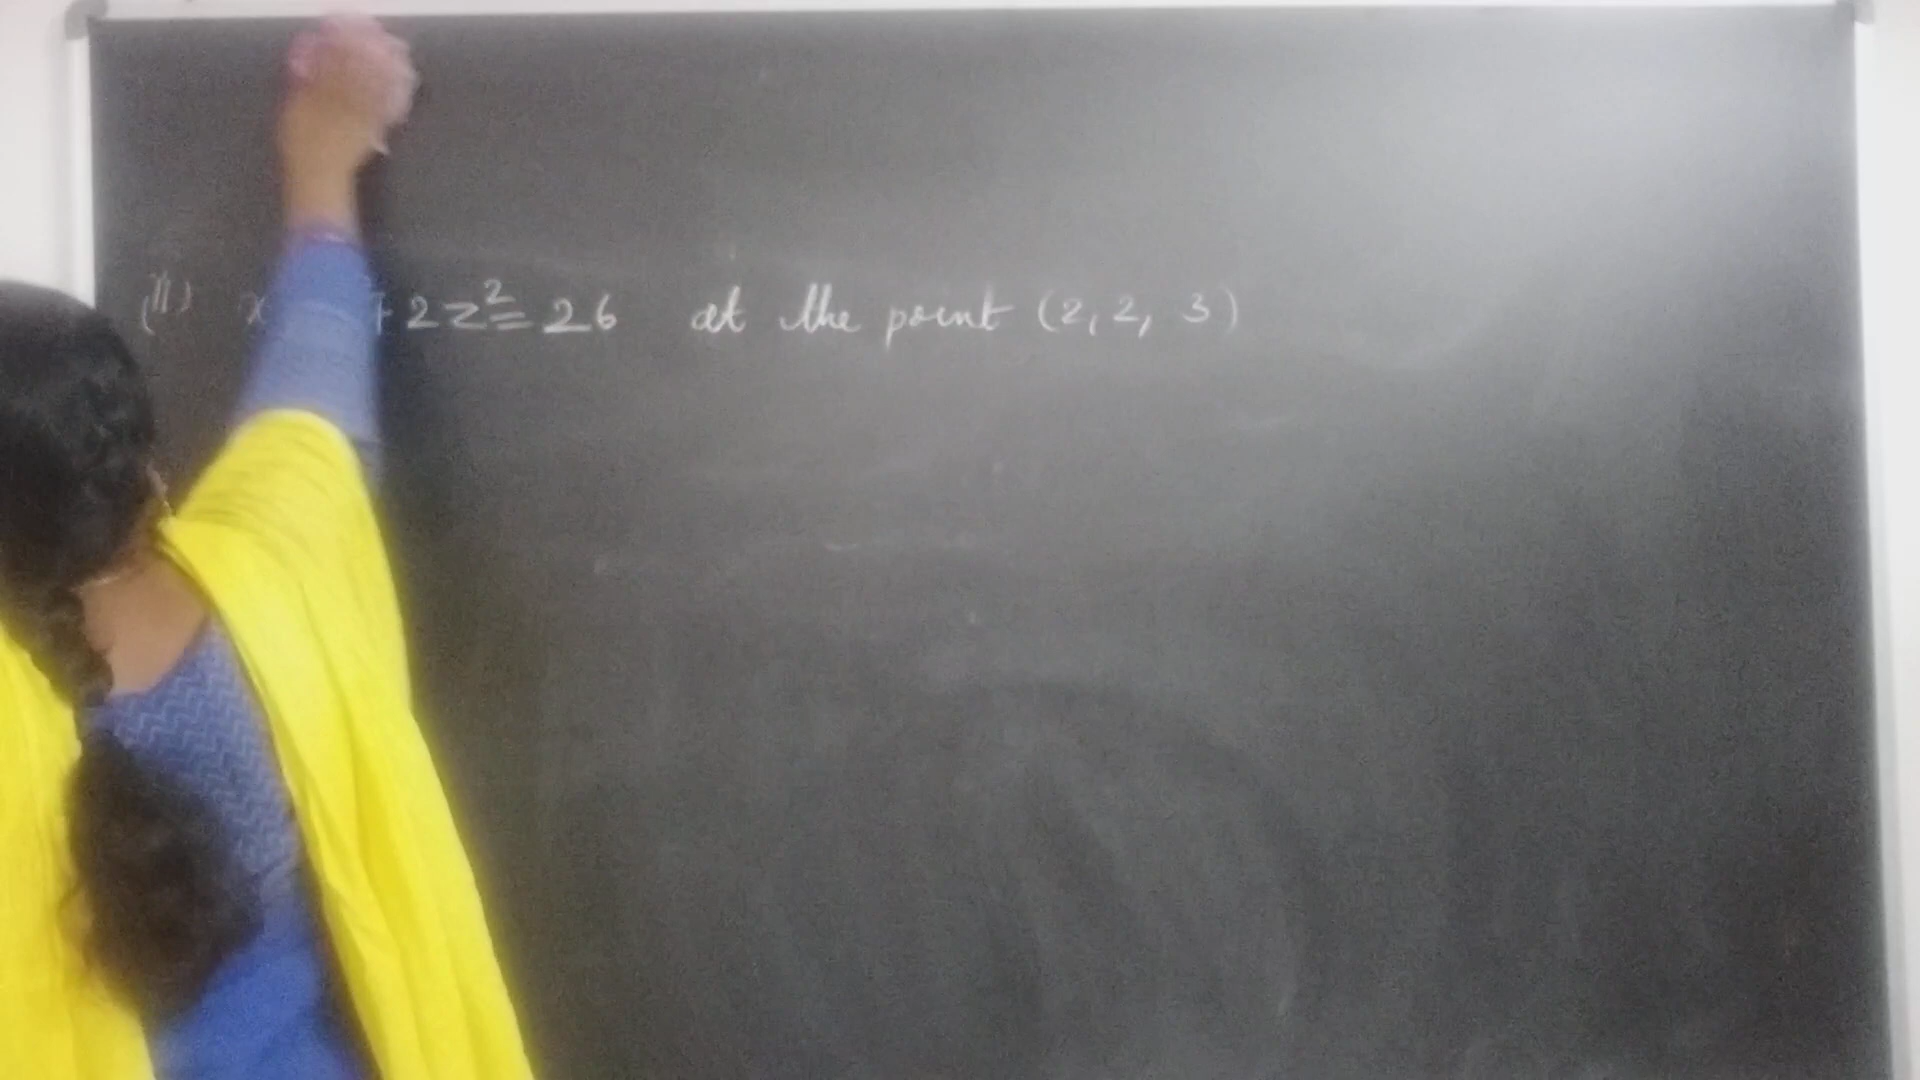 (ii) x + 2z² = 26 at the point (2, 2, 3)